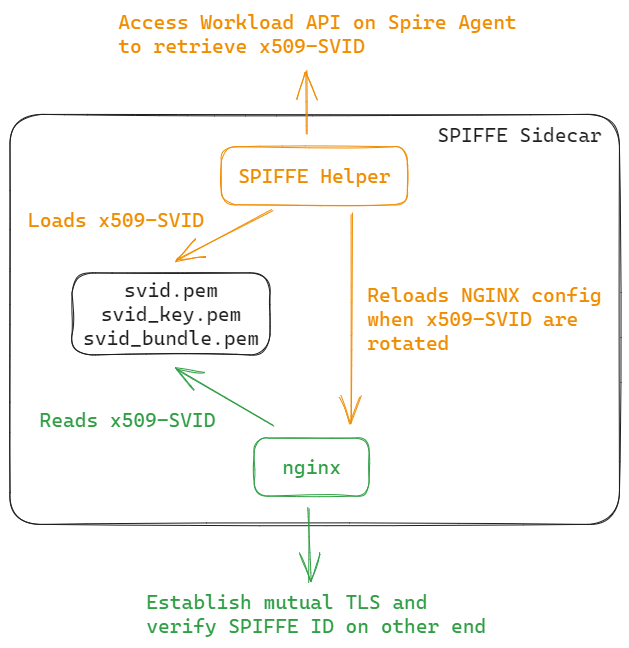 Access Workload API on Spire Agent
to retrieve x509-SVID
SPIFFE Sidecar
SPIFFE Helper
Loads x509-SVID
svid.pem
svid_key.pem
svid_bundle.pem
Reloads NGINX config
when x509-SVID are
rotated
Reads x509-SVID
nginx
Establish mutual TLS and
verify SPIFFE ID on other end